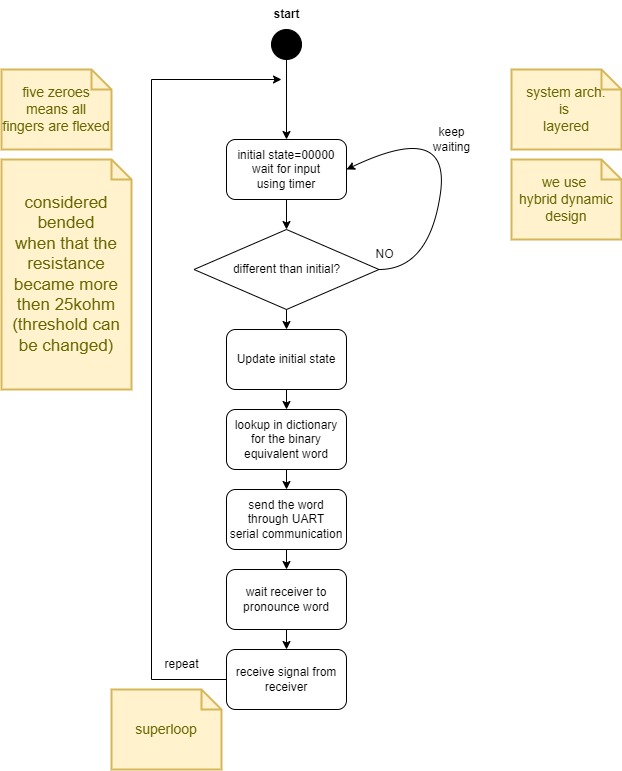 start
five zeroes
means all
fingers are flexed
system arch.
is
layered
keep
waiting
initial state=00000
wait for input
using timer
we use
hybrid dynamic
design
considered
bended
when that the
resistance
became more
then 25kohm
(threshold can
be changed)
NO
different than initial?
Update initial state
lookup in dictionary
for the binary
equivalent word
send the word
through UART
serial communication
wait receiver to
pronounce word
repeat
receive signal from
receiver
superloop